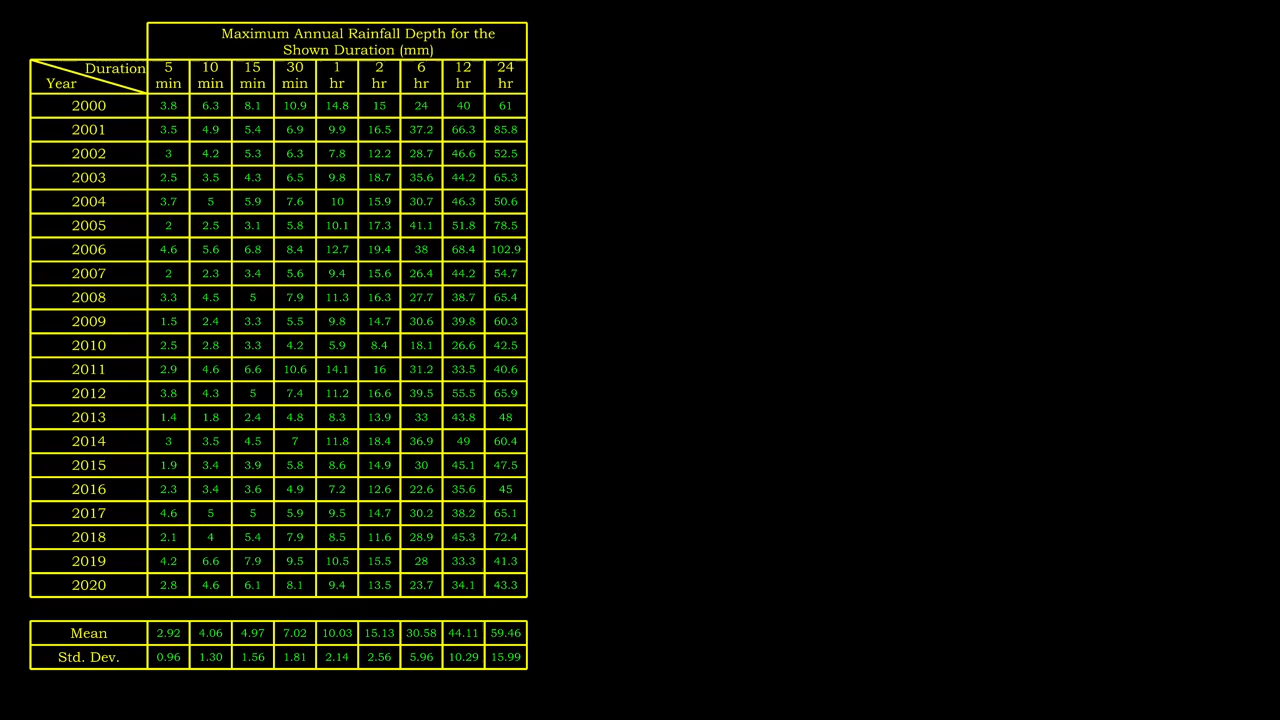 Maximum Annual Rainfall Depth for the
Shown Duration (mm)
Duration 5 10 15 30 1 2 6 12 24
Year min min min min hr hr hr hr hr
2000 3.8 6.3 8.1 10.9 14.8 15 24 40 61
2001 3.5 4.9 5.4 6.9 9.9 16.5 37.2 66.3 85.8
2002 3 4.2 5.3 6.3 7.8 12.2 28.7 46.6 52.5
2003 2.5 3.5 4.3 6.5 9.8 18.7 35.6 44.2 65.3
2004 3.7 5 5.9 7.6 10 15.9 30.7 46.3 50.6
2005 2 2.5 3.1 5.8 10.1 17.3 41.1 51.8 78.5
2006 4.6 5.6 6.8 8.4 12.7 19.4 38 68.4 102.9
2007 2 2.3 3.4 5.6 9.4 15.6 26.4 44.2 54.7
2008 3.3 4.5 5 7.9 11.3 16.3 27.7 38.7 65.4
2009 1.5 2.4 3.3 5.5 9.8 14.7 30.6 39.8 60.3
2010 2.5 2.8 3.3 4.2 5.9 8.4 18.1 26.6 42.5
2011 2.9 4.6 6.6 10.6 14.1 16 31.2 33.5 40.6
2012 3.8 4.3 5 7.4 11.2 16.6 39.5 55.5 65.9
2013 1.4 1.8 2.4 4.8 8.3 13.9 33 43.8 48
2014 3 3.5 4.5 7 11.8 18.4 36.9 49 60.4
2015 1.9 3.4 3.9 5.8 8.6 14.9 30 45.1 47.5
2016 2.3 3.4 3.6 4.9 7.2 12.6 22.6 35.6 45
2017 4.6 5 5 5.9 9.5 14.7 30.2 38.2 65.1
2018 2.1 4 5.4 7.9 8.5 11.6 28.9 45.3 72.4
2019 4.2 6.6 7.9 9.5 10.5 15.5 28 33.3 41.3
2020 2.8 4.6 6.1 8.1 9.4 13.5 23.7 34.1 43.3
Mean 2.92 4.06 4.97 7.02 10.03 15.13 30.58 44.11 59.46
Std. Dev. 0.96 1.30 1.56 1.81 2.14 2.56 5.96 10.29 15.99